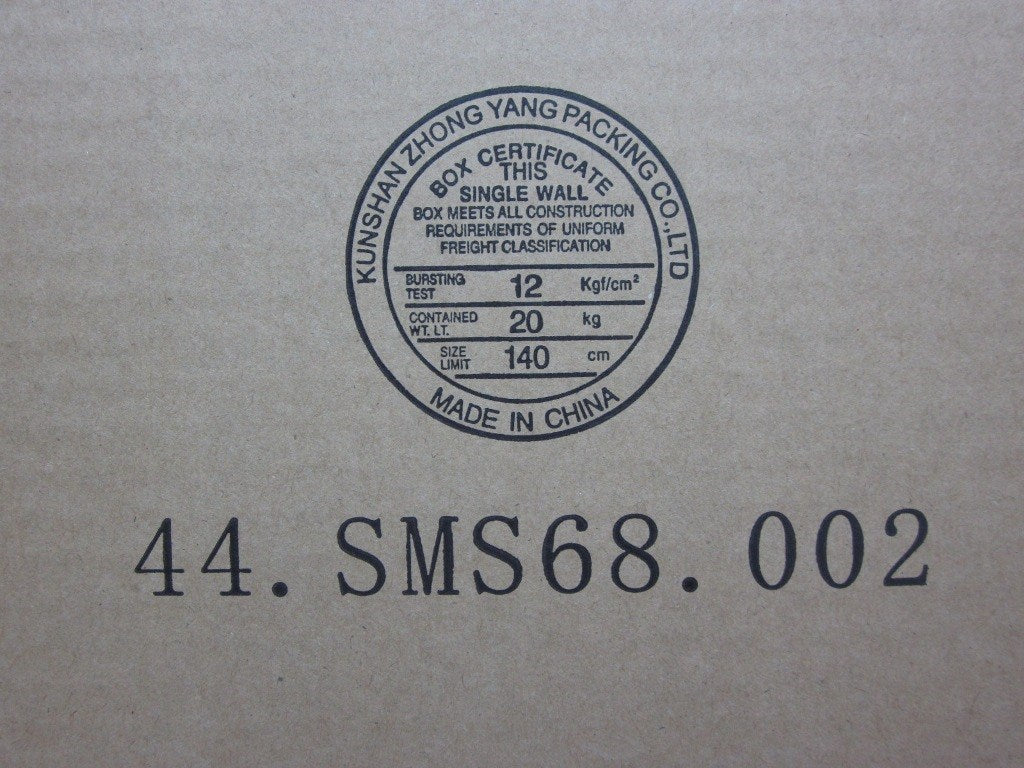 KUNSHAN ZHONG YANG PACKING CO.,LTD
BOX CERTIFICATE
THIS
SINGLE WALL
BOX MEETS ALL CONSTRUCTION
REQUIREMENTS OF UNIFORM
FREIGHT CLASSIFICATION
BURSTING TEST 12 Kgf/cm²
CONTAINED WT. LT. 20 kg
SIZE LIMIT 140 cm
MADE IN CHINA
44.SMS68.002